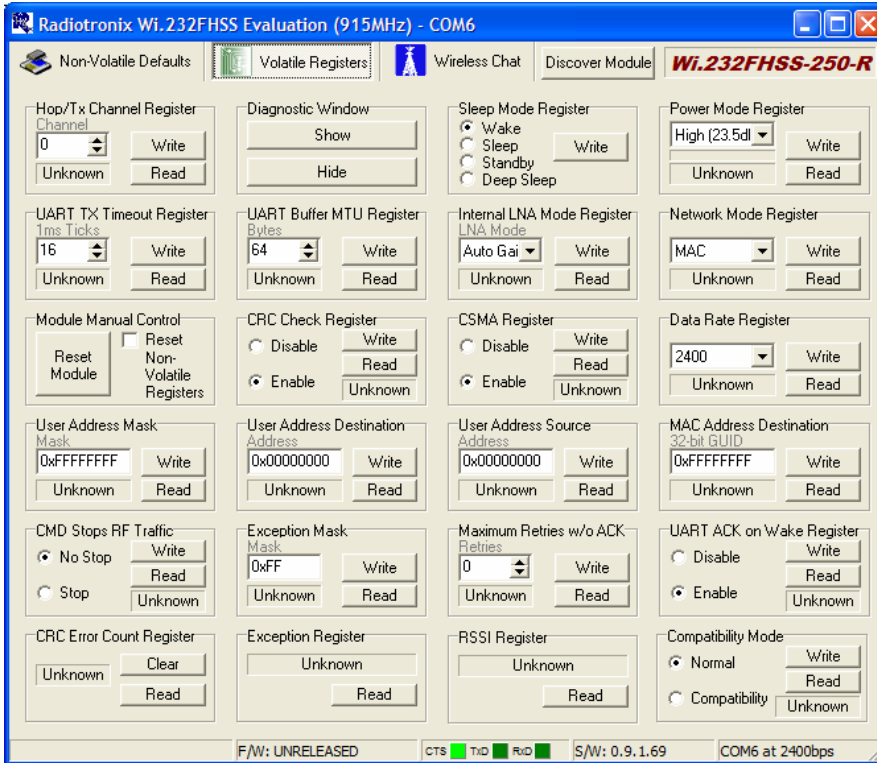 Radiotronix Wi.232FHSS Evaluation (915MHz) - COM6
Non-Volatile Defaults Volatile Registers Wireless Chat Discover Module Wi.232FHSS-250-R
Hop/Tx Channel Register
Channel
0
Write
Unknown
Read
Diagnostic Window
Show
Hide
Sleep Mode Register
Wake
Sleep
Standby
Deep Sleep
Write
Power Mode Register
High (23.5dl
Write
Unknown
Read
UART TX Timeout Register
1ms Ticks
16
Write
Unknown
Read
UART Buffer MTU Register
Bytes
64
Write
Unknown
Read
Internal LNA Mode Register
LNA Mode
Auto Gai
Write
Unknown
Read
Network Mode Register
MAC
Write
Unknown
Read
Module Manual Control
Reset Module
Reset
Non-
Volatile
Registers
CRC Check Register
Disable
Enable
Write
Read
Unknown
CSMA Register
Disable
Enable
Write
Read
Unknown
Data Rate Register
2400
Write
Unknown
Read
User Address Mask
Mask
0xFFFFFFFF
Write
Unknown
Read
User Address Destination
Address
0x00000000
Write
Unknown
Read
User Address Source
Address
0x00000000
Write
Unknown
Read
MAC Address Destination
32-bit GUID
0xFFFFFFFF
Write
Unknown
Read
CMD Stops RF Traffic
No Stop
Stop
Write
Read
Unknown
Exception Mask
Mask
0xFF
Write
Unknown
Read
Maximum Retries w/o ACK
Retries
0
Write
Unknown
Read
UART ACK on Wake Register
Disable
Enable
Write
Read
Unknown
CRC Error Count Register
Unknown
Clear
Read
Exception Register
Unknown
Read
RSSI Register
Unknown
Read
Compatibility Mode
Normal
Compatibility
Write
Read
Unknown
F/W: UNRELEASED CTS TxD RxD S/W: 0.9.1.69 COM6 at 2400bps